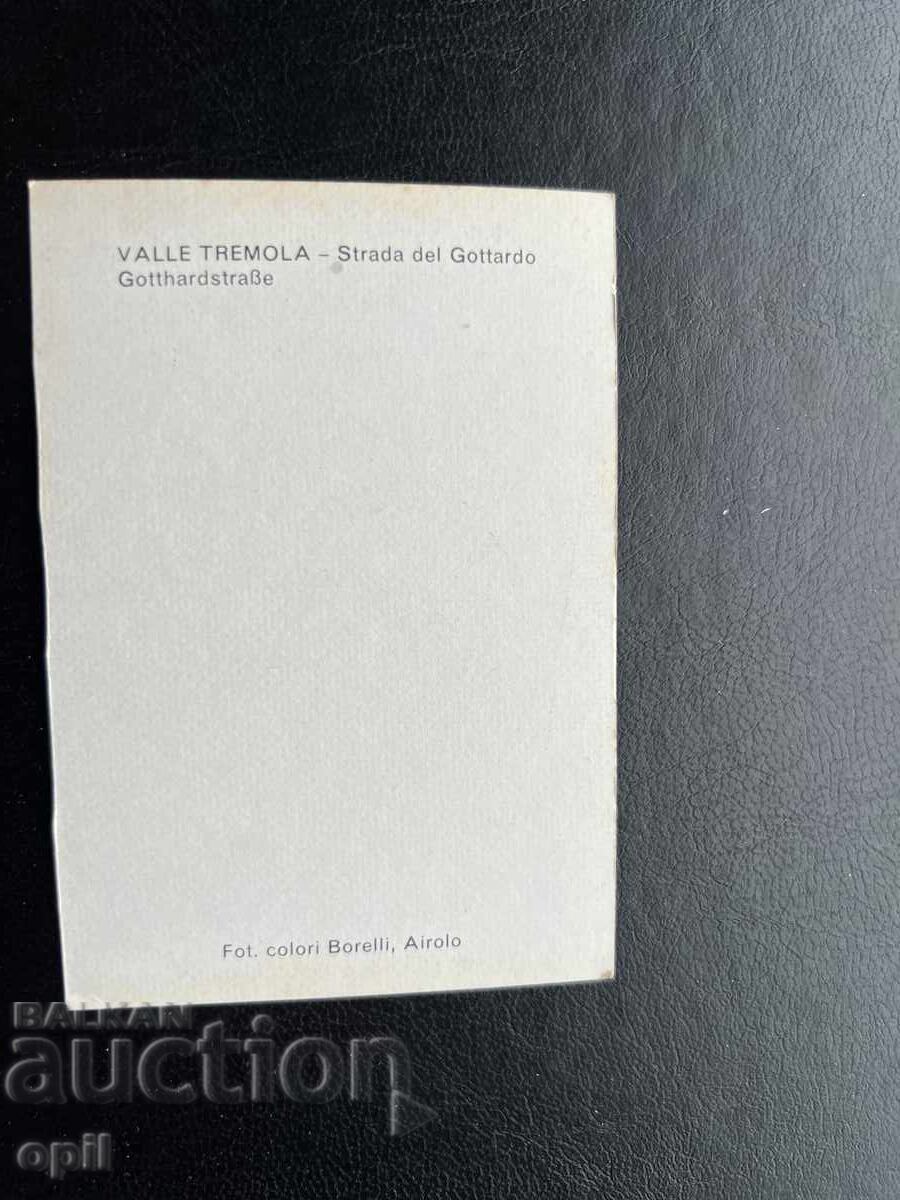 VALLE TREMOLA – Strada del Gottardo
Gotthardstraße
Fot. colori Borelli, Airolo
BALKAN
auction
opil